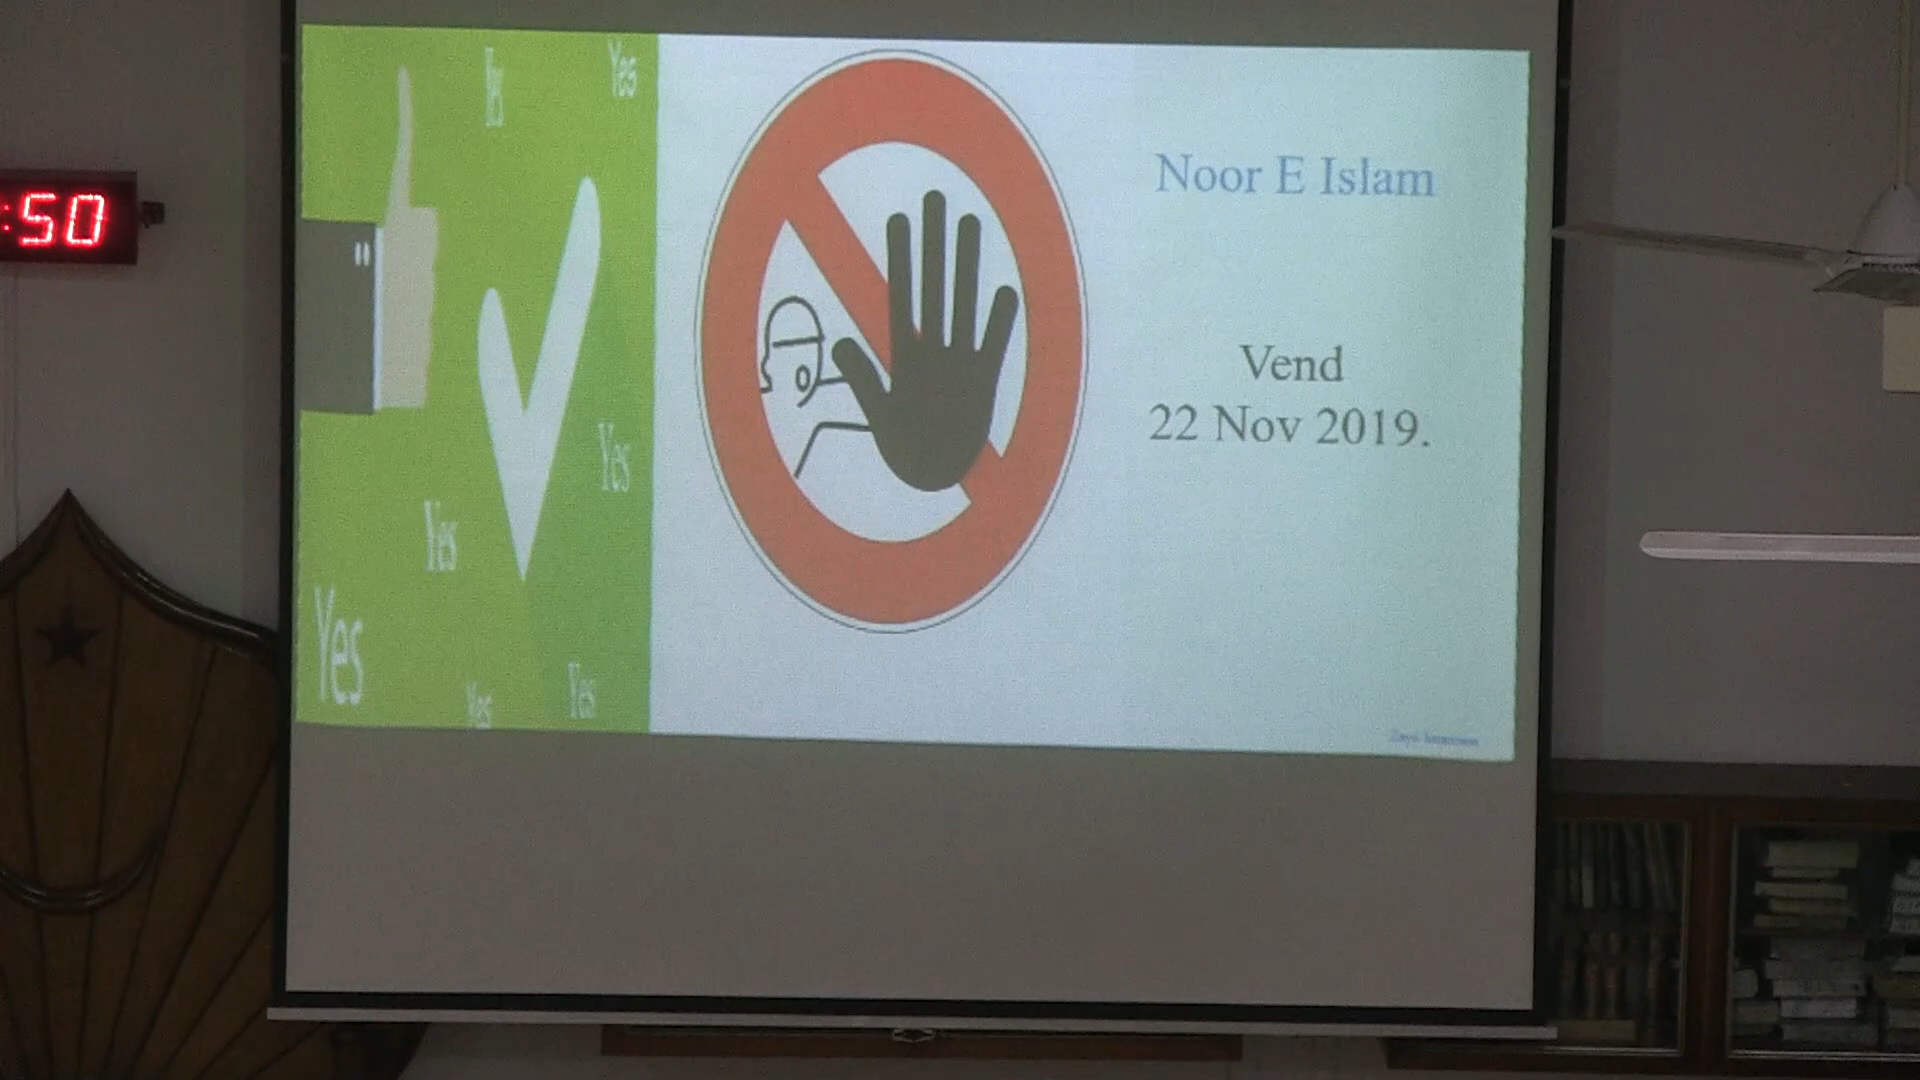 :50
Yes
Yes
Yes
Yes
Yes
Yes
Yes
Noor E Islam
Vend
22 Nov 2019.